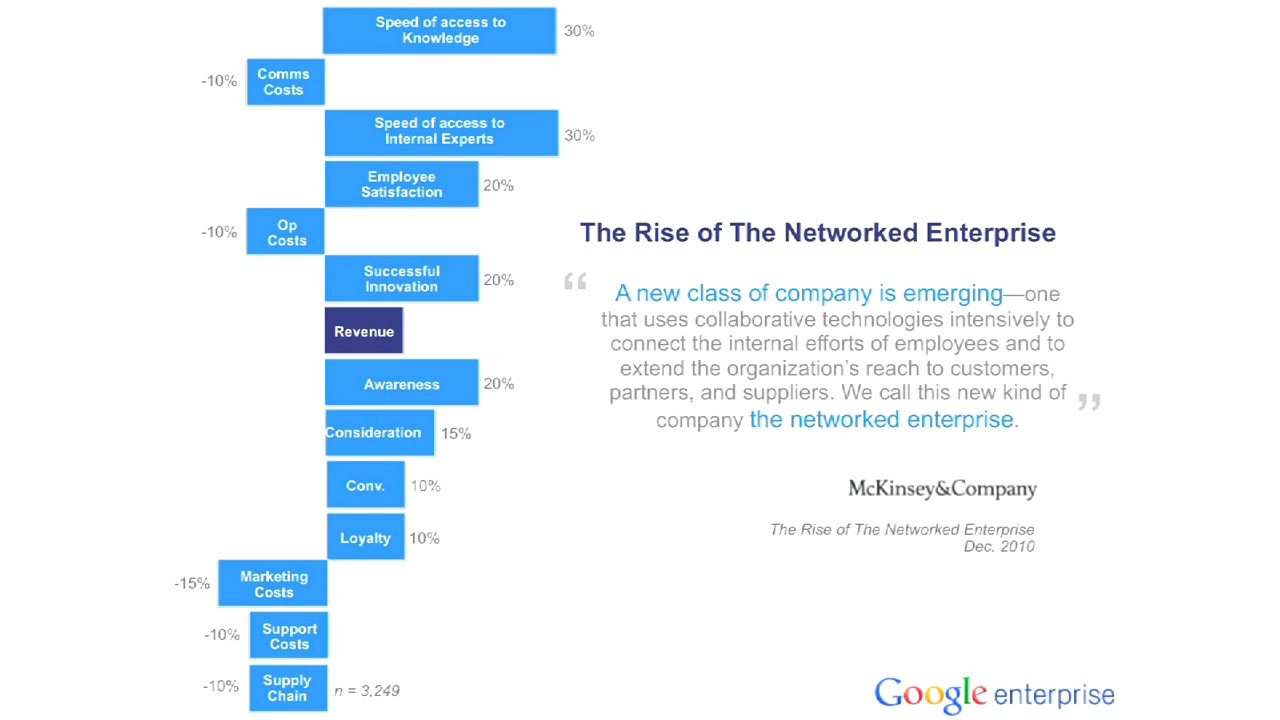 Speed of access to
Knowledge
30%
-10%
Comms
Costs
Speed of access to
Internal Experts
30%
Employee
Satisfaction
20%
-10%
Op
Costs
Successful
Innovation
20%
Revenue
Awareness
20%
Consideration
15%
Conv.
10%
Loyalty
10%
-15%
Marketing
Costs
-10%
Support
Costs
-10%
Supply
Chain
n = 3,249
The Rise of The Networked Enterprise
“ A new class of company is emerging—one
that uses collaborative technologies intensively to
connect the internal efforts of employees and to
extend the organization’s reach to customers,
partners, and suppliers. We call this new kind of
company the networked enterprise. ”
McKinsey&Company
The Rise of The Networked Enterprise
Dec. 2010
Google enterprise